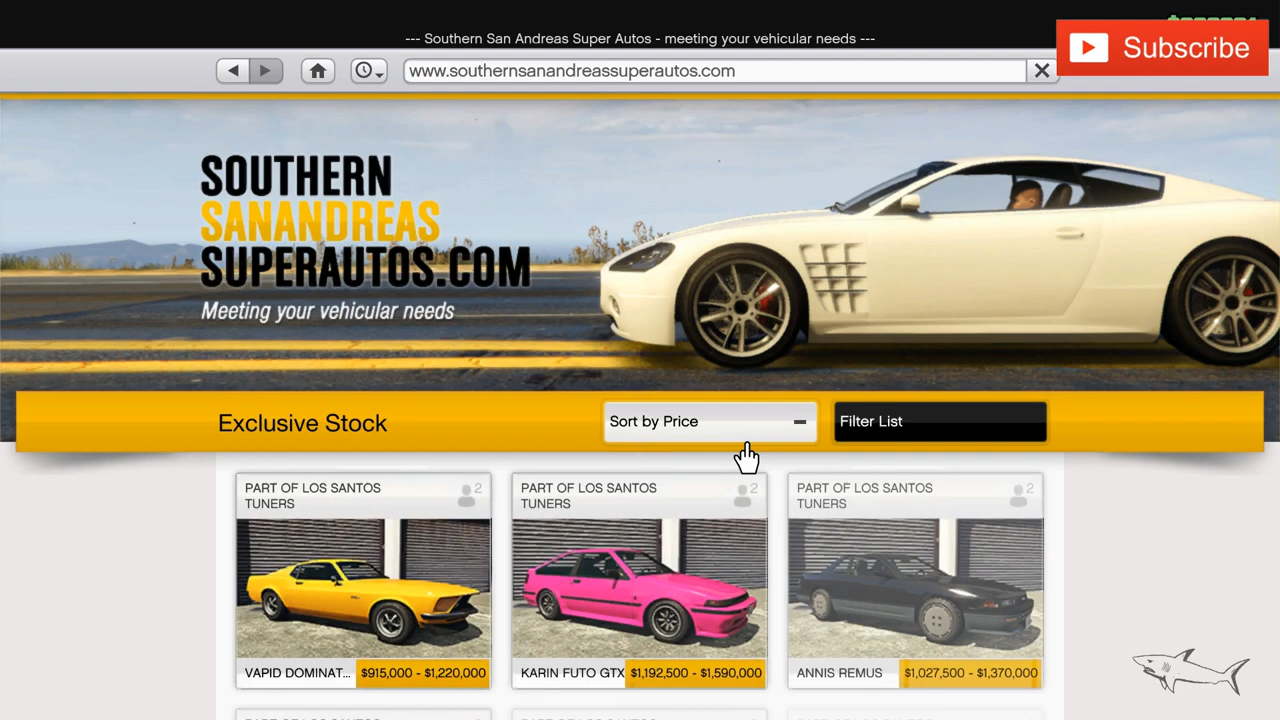 --- Southern San Andreas Super Autos - meeting your vehicular needs ---
Subscribe
www.southernsanandreassuperautos.com
SOUTHERN
SANANDREAS
SUPERAUTOS.COM
Meeting your vehicular needs
Exclusive Stock
Sort by Price
Filter List
PART OF LOS SANTOS
TUNERS
2
VAPID DOMINAT... $915,000 - $1,220,000
PART OF LOS SANTOS
TUNERS
2
KARIN FUTO GTX $1,192,500 - $1,590,000
PART OF LOS SANTOS
TUNERS
2
ANNIS REMUS $1,027,500 - $1,370,000